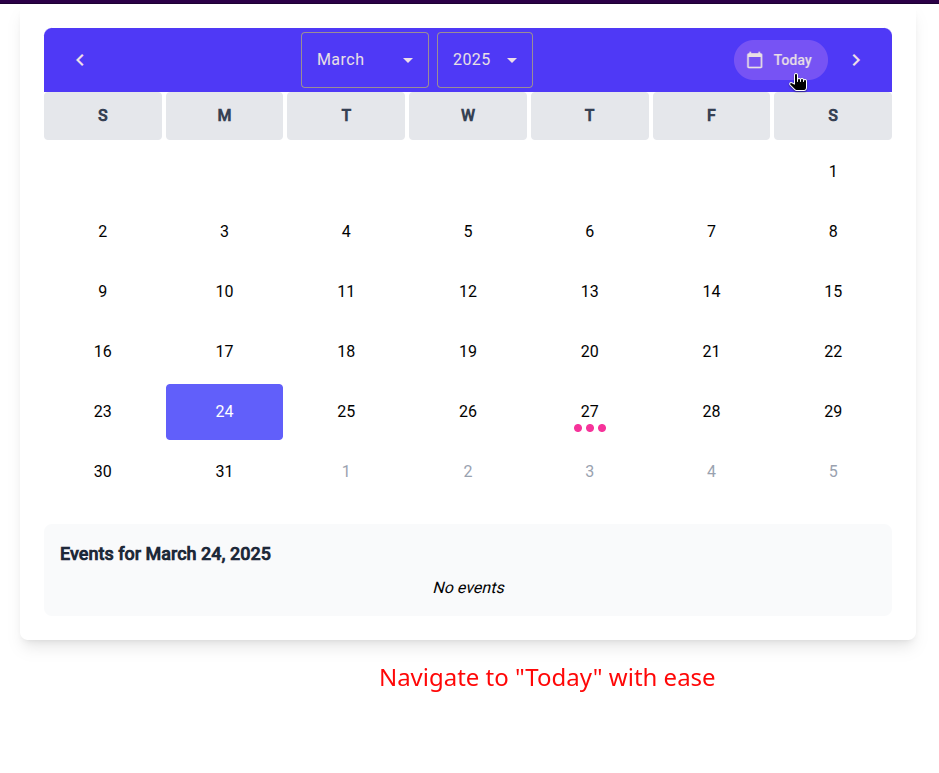 March 2025 Today
S M T W T F S
1
2 3 4 5 6 7 8
9 10 11 12 13 14 15
16 17 18 19 20 21 22
23 24 25 26 27 28 29
30 31 1 2 3 4 5
Events for March 24, 2025
No events
Navigate to "Today" with ease